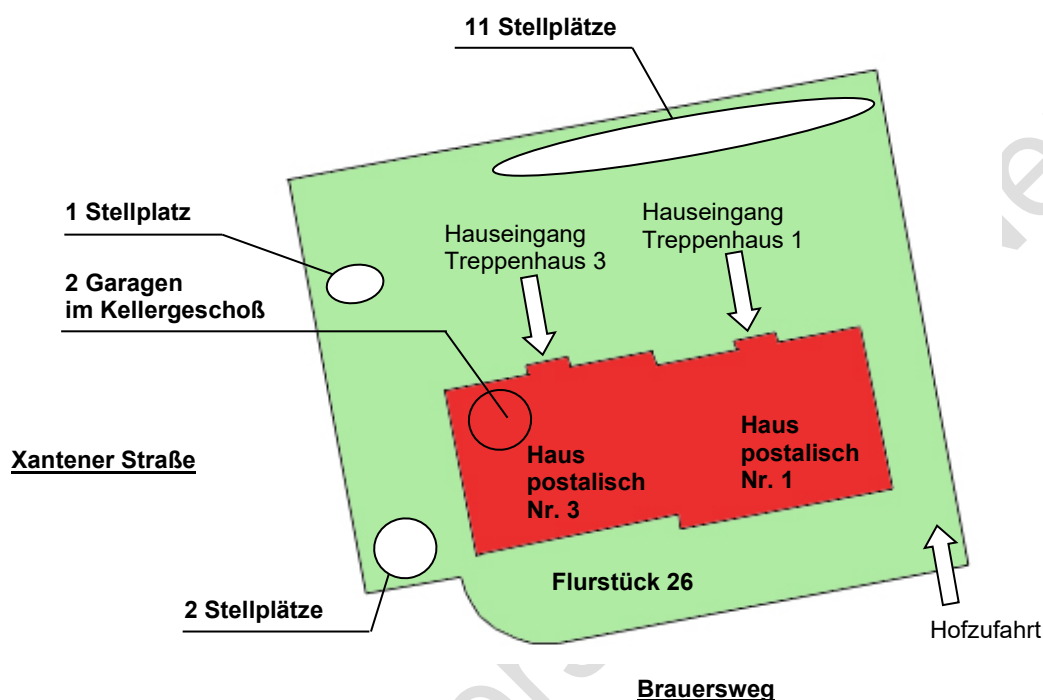 11 Stellplätze
1 Stellplatz
Hauseingang
Treppenhaus 3
Hauseingang
Treppenhaus 1
2 Garagen
im Kellergeschoß
Xantener Straße
Haus
postalisch
Nr. 3
Haus
postalisch
Nr. 1
Flurstück 26
2 Stellplätze
Hofzufahrt
Brauersweg